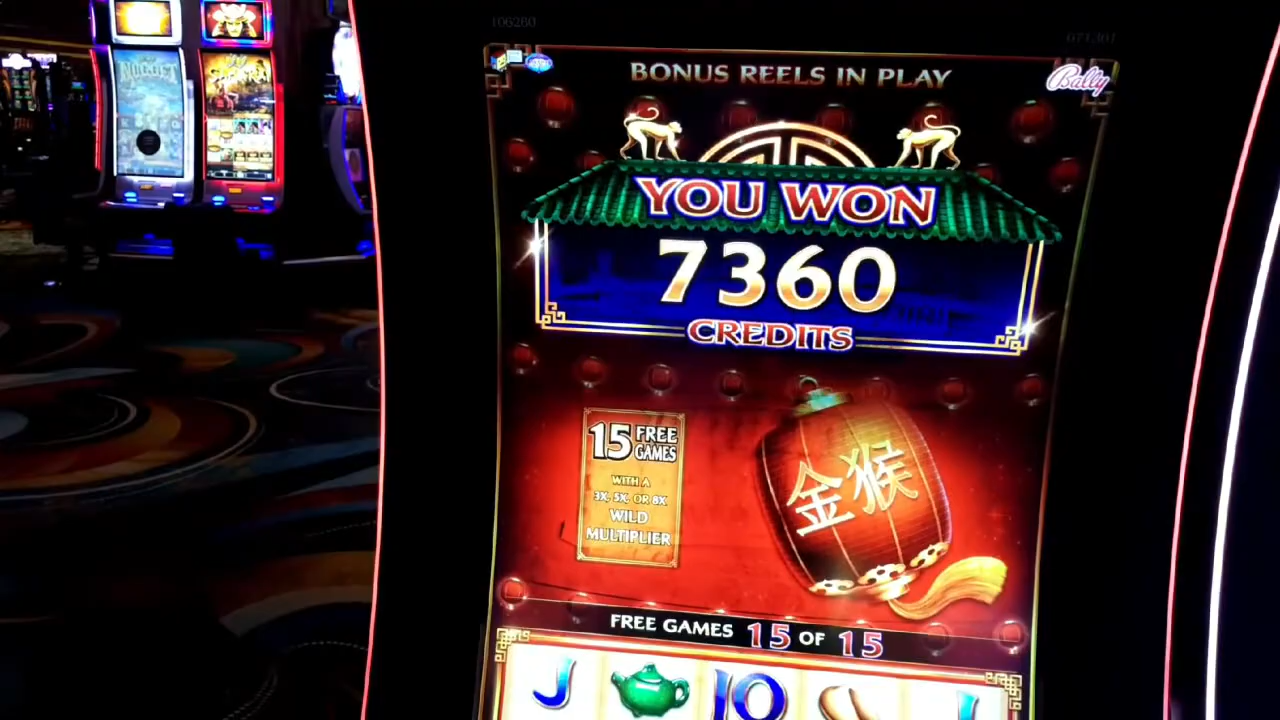 106280
BONUS REELS IN PLAY
Bally
YOU WON
7360
CREDITS
15 FREE GAMES
WITH A
3X, 5X, OR 8X
WILD
MULTIPLIER
金猴
FREE GAMES 15 OF 15
J
10